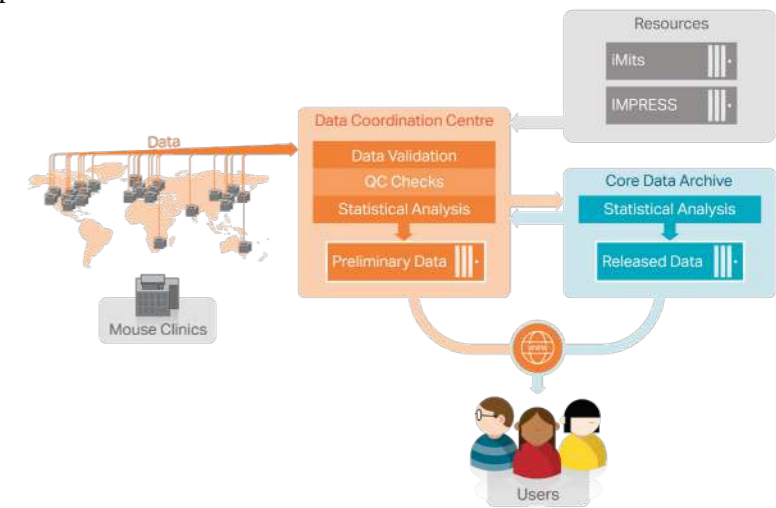 Resources
iMits
IMPRESS
Data
Data Coordination Centre
Data Validation
QC Checks
Statistical Analysis
Preliminary Data
Core Data Archive
Statistical Analysis
Released Data
Mouse Clinics
www
Users